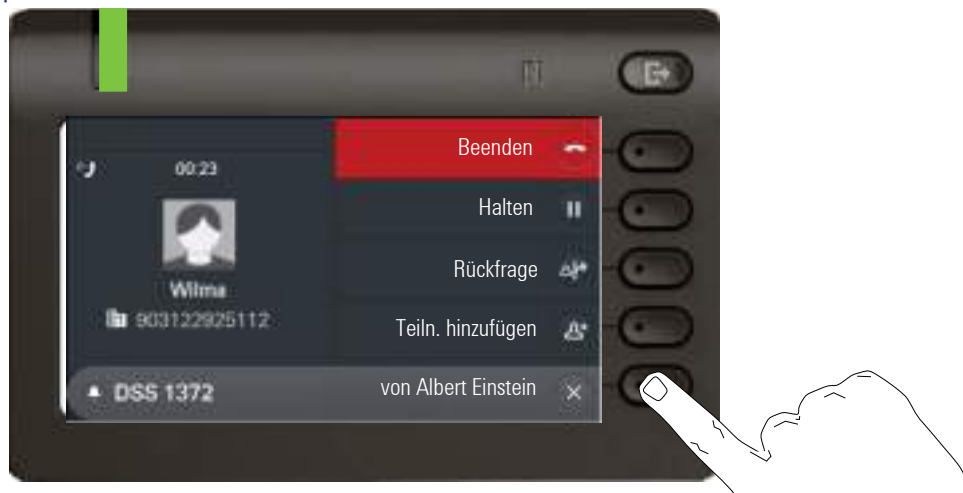 Beenden
00:23
Halten
Wilma
Rückfrage
903122925112
Teiln. hinzufügen
DSS 1372
von Albert Einstein